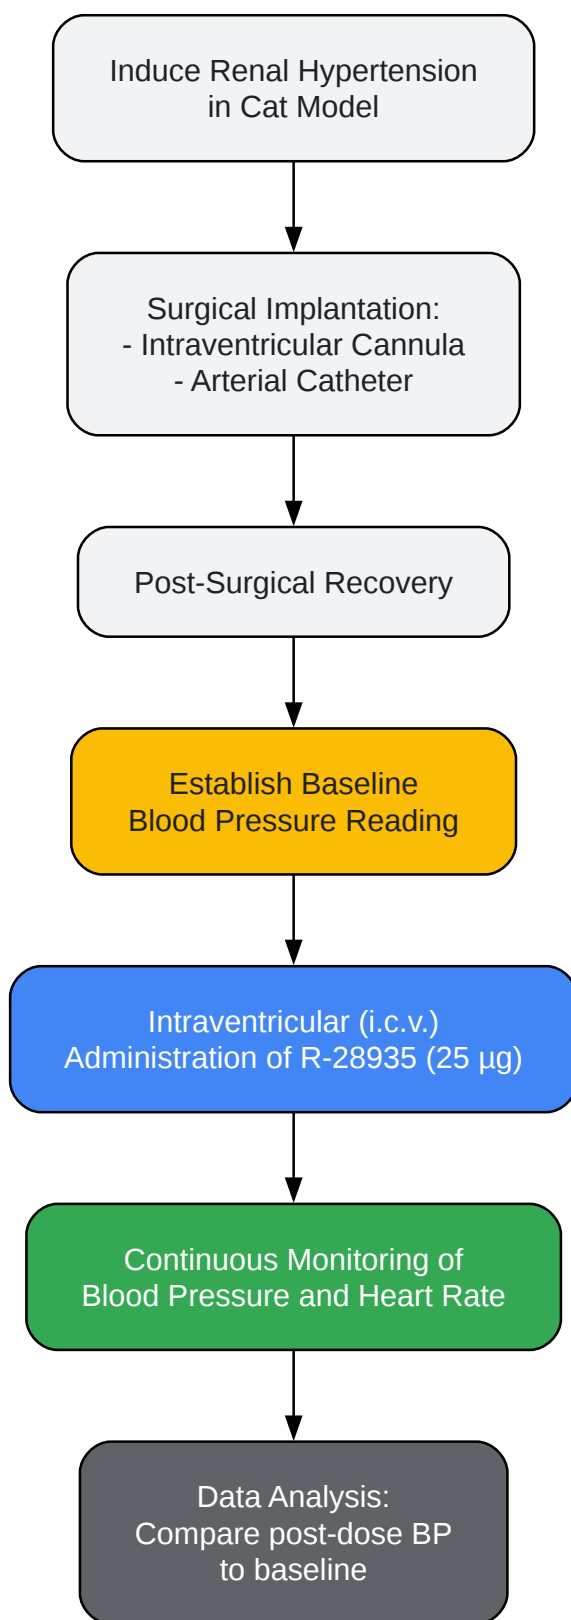 Induce Renal Hypertension
in Cat Model
Surgical Implantation:
- Intraventricular Cannula
- Arterial Catheter
Post-Surgical Recovery
Establish Baseline
Blood Pressure Reading
Intraventricular (i.c.v.)
Administration of R-28935 (25 µg)
Continuous Monitoring of
Blood Pressure and Heart Rate
Data Analysis:
Compare post-dose BP
to baseline